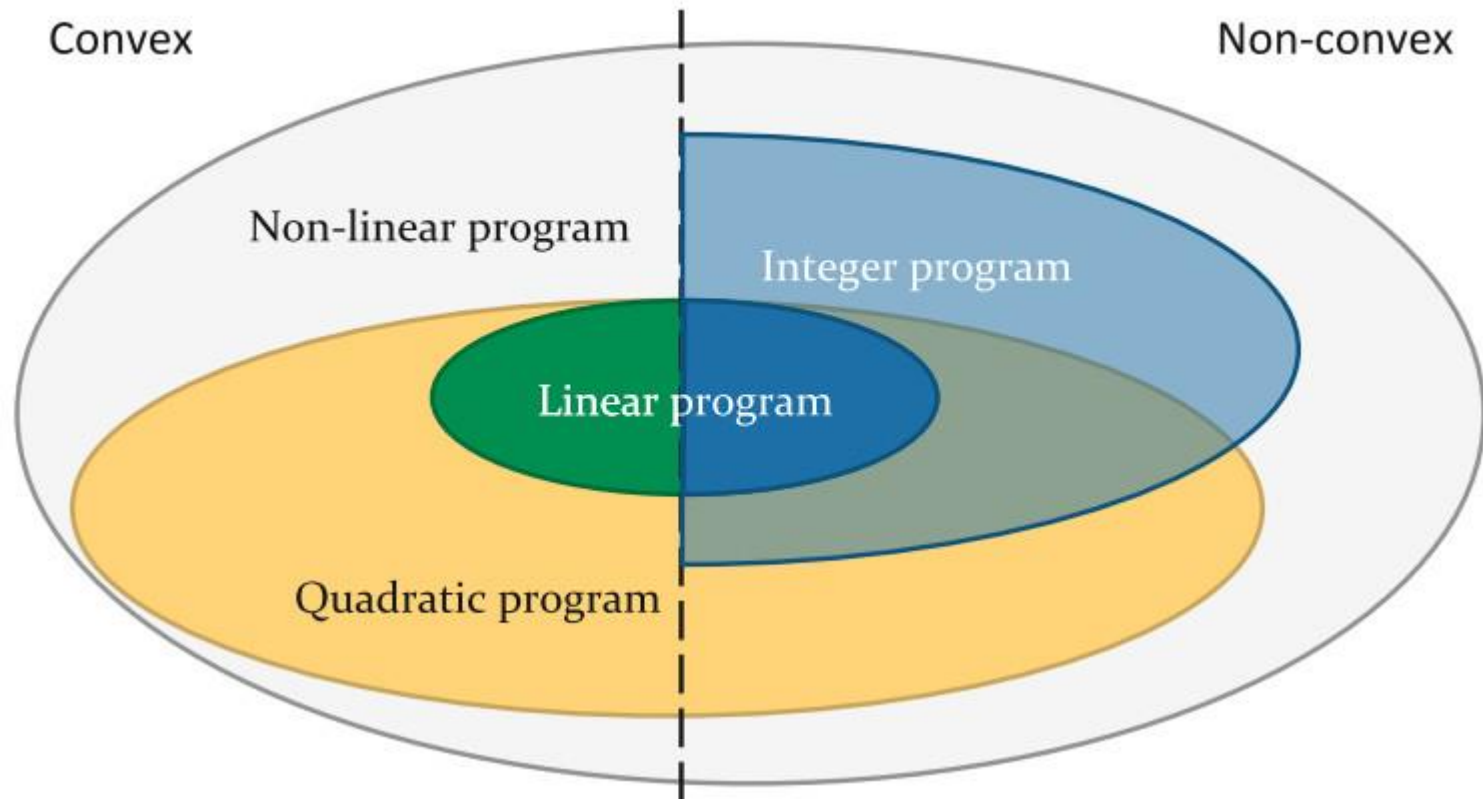 Convex
Non-convex
Non-linear program
Integer program
Linear program
Quadratic program